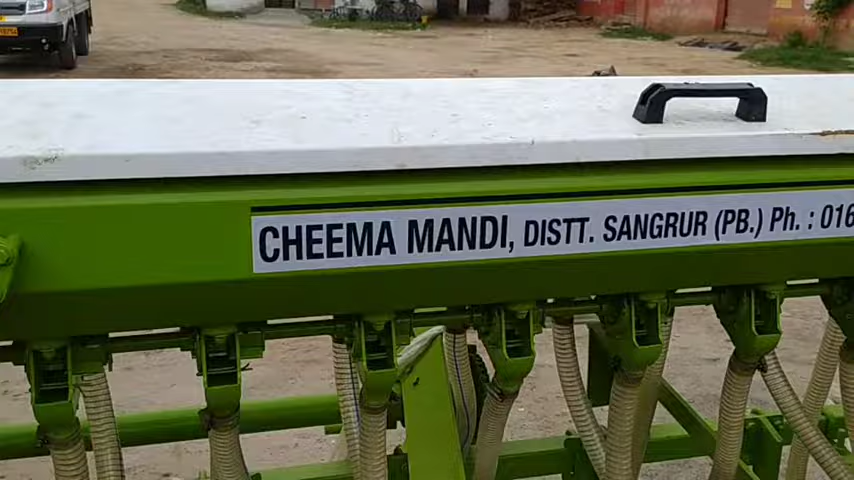 CHEEMA MANDI, DISTT. SANGRUR (PB.) Ph. : 016